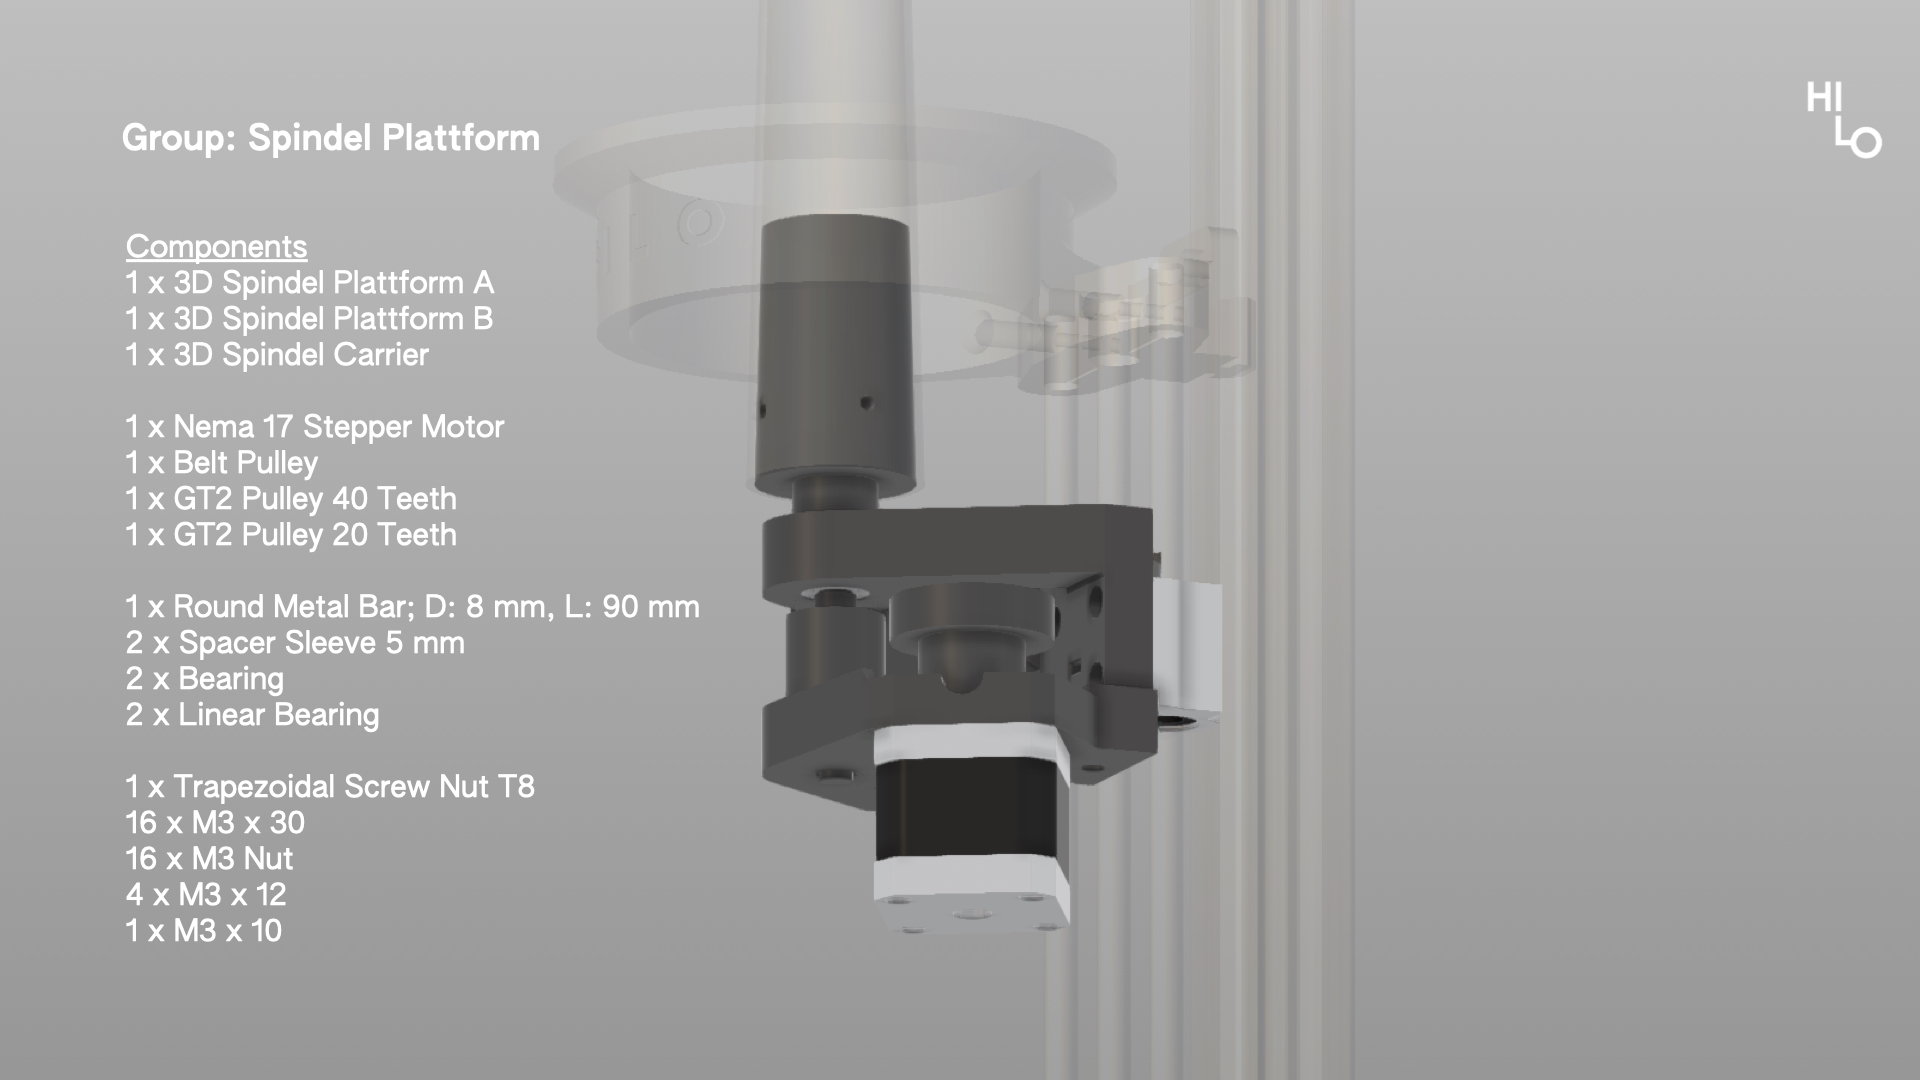 HI
LO
Group: Spindel Plattform
Components
1 x 3D Spindel Plattform A
1 x 3D Spindel Plattform B
1 x 3D Spindel Carrier
1 x Nema 17 Stepper Motor
1 x Belt Pulley
1 x GT2 Pulley 40 Teeth
1 x GT2 Pulley 20 Teeth
1 x Round Metal Bar; D: 8 mm, L: 90 mm
2 x Spacer Sleeve 5 mm
2 x Bearing
2 x Linear Bearing
1 x Trapezoidal Screw Nut T8
16 x M3 x 30
16 x M3 Nut
4 x M3 x 12
1 x M3 x 10